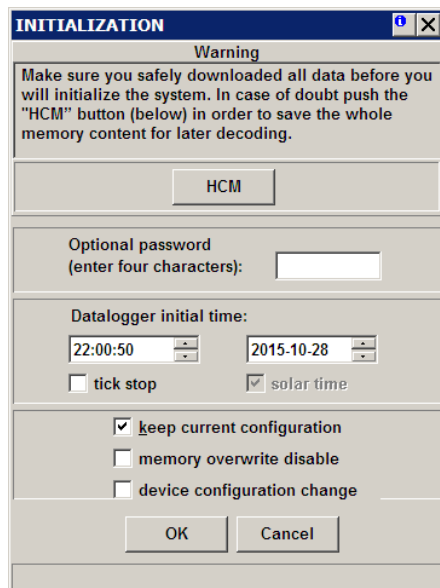 INITIALIZATION
Warning
Make sure you safely downloaded all data before you
will initialize the system. In case of doubt push the
"HCM" button (below) in order to save the whole
memory content for later decoding.
HCM
Optional password
(enter four characters):
Datalogger initial time:
22:00:50 2015-10-28
tick stop solar time
keep current configuration
memory overwrite disable
device configuration change
OK Cancel